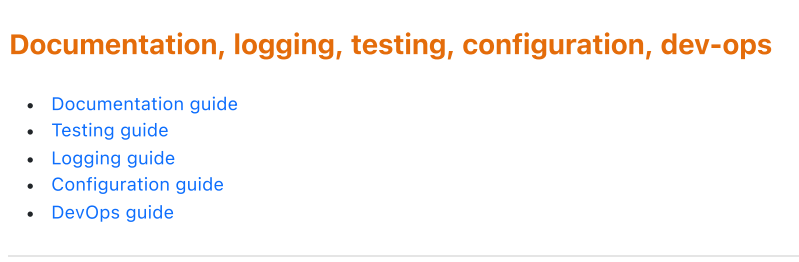 Documentation, logging, testing, configuration, dev-ops
• Documentation guide
• Testing guide
• Logging guide
• Configuration guide
• DevOps guide